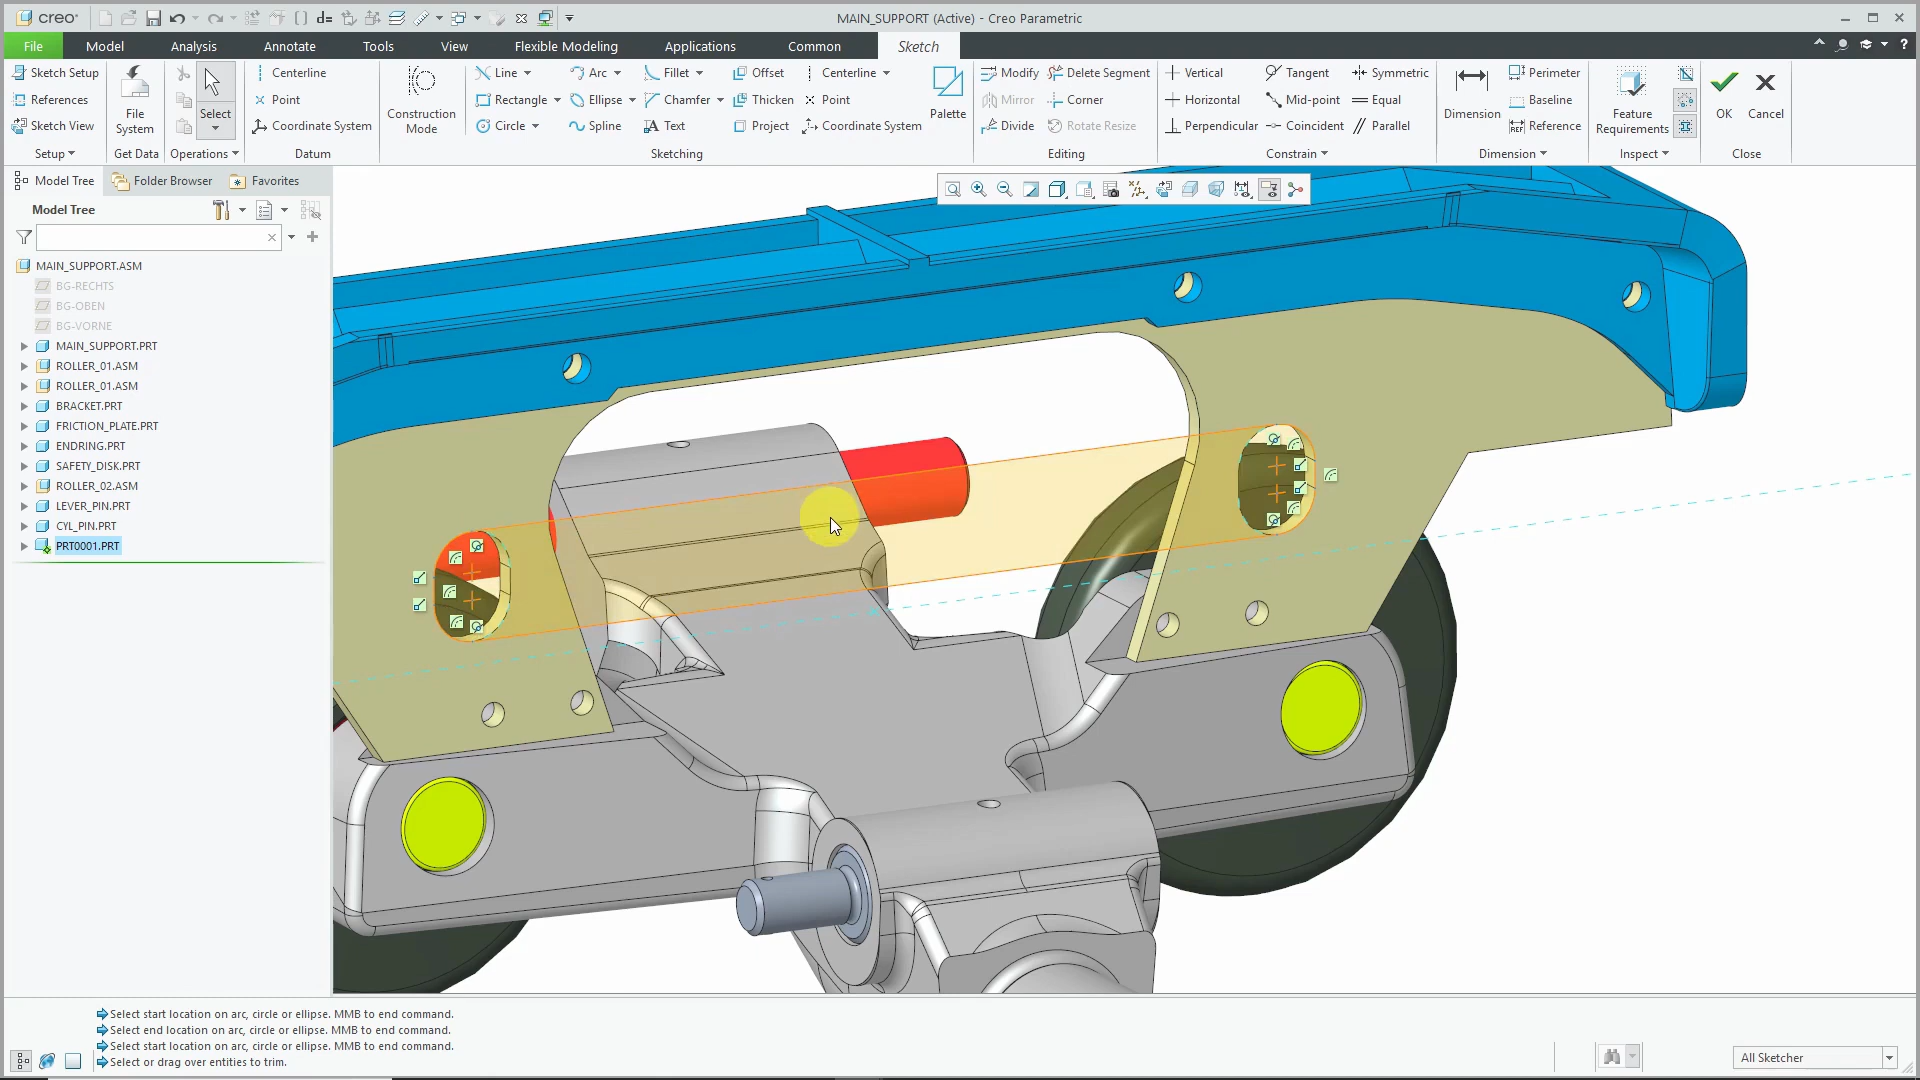 creo
d=
MAIN_SUPPORT (Active) - Creo Parametric
File
Model
Analysis
Annotate
Tools
View
Flexible Modeling
Applications
Common
Sketch
?
Sketch Setup
References
Sketch View
Setup
File
System
Get Data
Select
Operations
Centerline
Point
Coordinate System
Datum
Construction
Mode
Line
Rectangle
Circle
Arc
Ellipse
Spline
Fillet
Chamfer
Text
Offset
Thicken
Project
Centerline
Point
Coordinate System
Palette
Sketching
Modify
Mirror
Divide
Delete Segment
Corner
Rotate Resize
Editing
Vertical
Horizontal
Perpendicular
Tangent
Mid-point
Coincident
Symmetric
Equal
Parallel
Constrain
Dimension
Perimeter
Baseline
Reference
Dimension
Feature
Requirements
Inspect
OK
Cancel
Close
Model Tree
Folder Browser
Favorites
Model Tree
MAIN_SUPPORT.ASM
BG-RECHTS
BG-OBEN
BG-VORNE
MAIN_SUPPORT.PRT
ROLLER_01.ASM
ROLLER_01.ASM
BRACKET.PRT
FRICTION_PLATE.PRT
ENDRING.PRT
SAFETY_DISK.PRT
ROLLER_02.ASM
LEVER_PIN.PRT
CYL_PIN.PRT
PRT0001.PRT
Select start location on arc, circle or ellipse. MMB to end command.
Select end location on arc, circle or ellipse. MMB to end command.
Select start location on arc, circle or ellipse. MMB to end command.
Select or drag over entities to trim.
All Sketcher